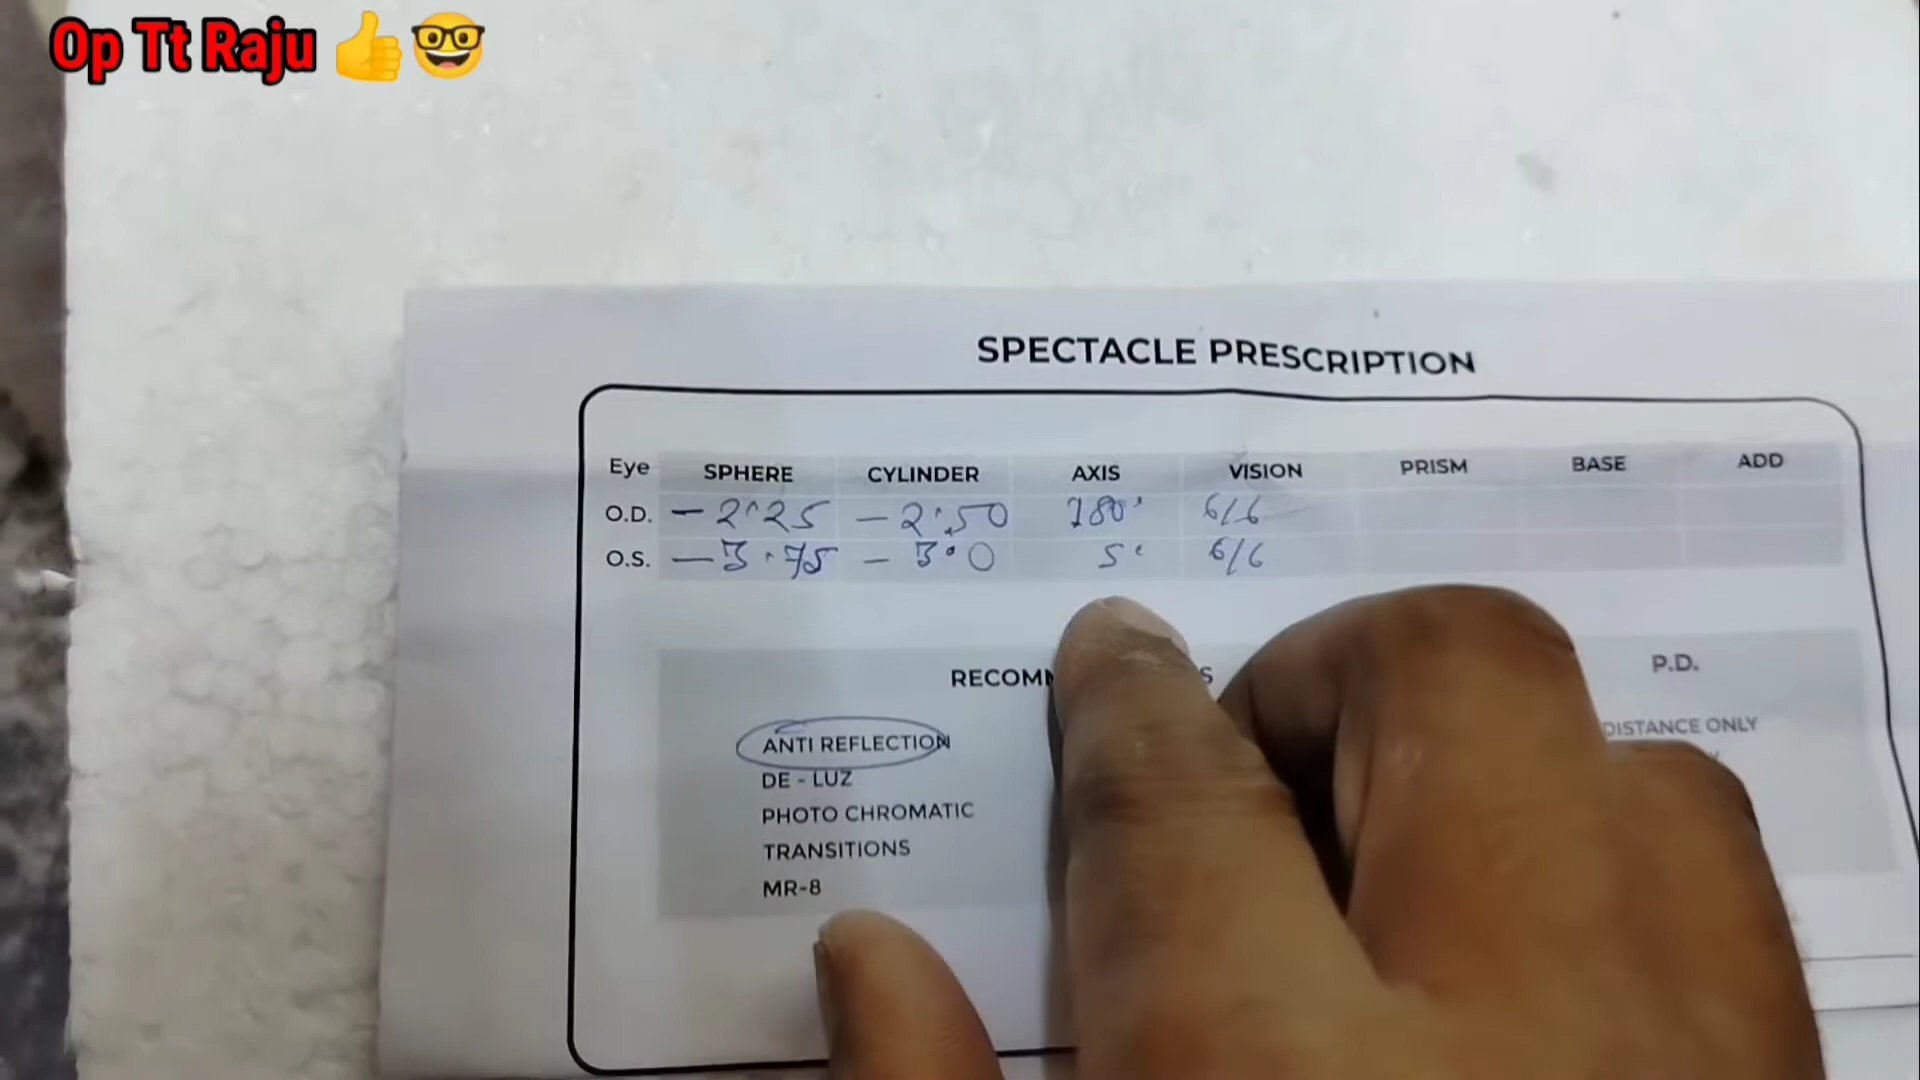 Op Tt Raju 👍🤓
SPECTACLE PRESCRIPTION
Eye SPHERE CYLINDER AXIS VISION PRISM BASE ADD
O.D. -2.25 -2.50 180° 6/6
O.S. -3.75 -3.0 5° 6/6
RECOMM S P.D.
ANTI REFLECTION DISTANCE ONLY
DE - LUZ
PHOTO CHROMATIC
TRANSITIONS
MR-8